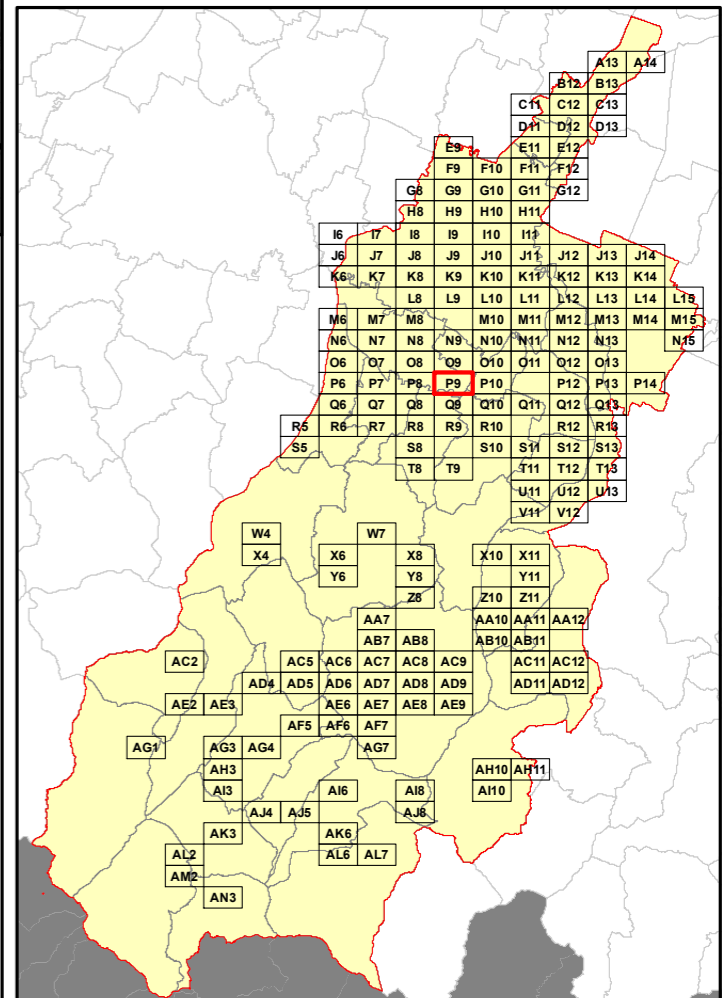 A13 A14
B12 B13
C11 C12 C13
D11 D12 D13
E9 E11 E12
F9 F10 F11 F12
G8 G9 G10 G11 G12
H8 H9 H10 H11
I6 I7 I8 I9 I10 I11
J6 J7 J8 J9 J10 J11 J12 J13 J14
K6 K7 K8 K9 K10 K11 K12 K13 K14
L8 L9 L10 L11 L12 L13 L14 L15
M6 M7 M8 M10 M11 M12 M13 M14 M15
N6 N7 N8 N9 N10 N11 N12 N13 N15
O6 O7 O8 O9 O10 O11 O12 O13
P6 P7 P8 P9 P10 P12 P13 P14
Q6 Q7 Q8 Q9 Q10 Q11 Q12 Q13
R5 R6 R7 R8 R9 R10 R12 R13
S5 S8 S10 S11 S12 S13
T8 T9 T11 T12 T13
U11 U12 U13
V11 V12
W4 W7
X4 X6 X8 X10 X11
Y6 Y8 Y11
Z8 Z10 Z11
AA7 AA10 AA11 AA12
AB7 AB8 AB10 AB11
AC2 AC5 AC6 AC7 AC8 AC9 AC11 AC12
AD4 AD5 AD6 AD7 AD8 AD9 AD11 AD12
AE2 AE3 AE6 AE7 AE8 AE9
AF5 AF6 AF7
AG1 AG3 AG4 AG7
AH3 AH10 AH11
AI3 AI6 AI8 AI10
AJ4 AJ5 AJ8
AK3 AK6
AL2 AL6 AL7
AM2
AN3